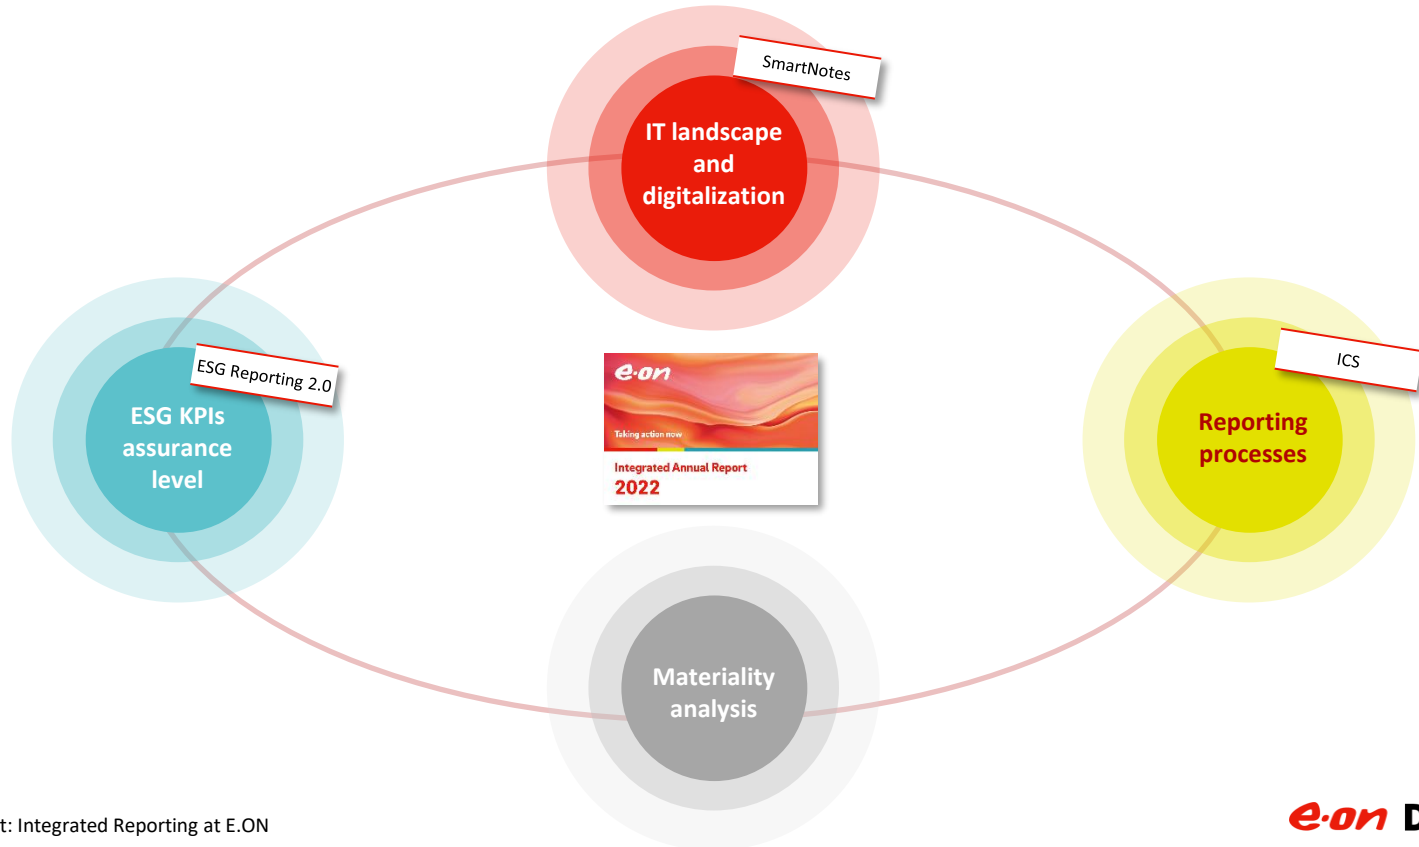 SmartNotes
IT landscape
and
digitalization
ESG Reporting 2.0
ESG KPIs
assurance
level
ICS
Reporting
processes
e·on
Taking action now
Integrated Annual Report
2022
Materiality
analysis
t: Integrated Reporting at E.ON
e·on D